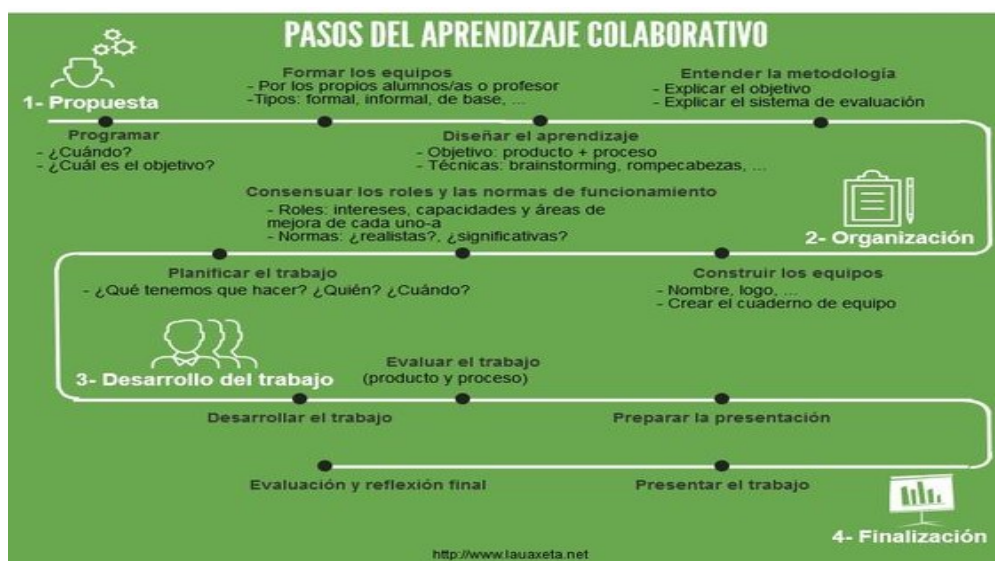 PASOS DEL APRENDIZAJE COLABORATIVO
1- Propuesta
Programar
- ¿Cuándo?
- ¿Cuál es el objetivo?
Formar los equipos
- Por los propios alumnos/as o profesor
-Tipos: formal, informal, de base, ...
Diseñar el aprendizaje
- Objetivo: producto + proceso
- Técnicas: brainstorming, rompecabezas, ...
Entender la metodología
- Explicar el objetivo
- Explicar el sistema de evaluación
2- Organización
Construir los equipos
- Nombre, logo, ...
- Crear el cuaderno de equipo
Consensuar los roles y las normas de funcionamiento
- Roles: intereses, capacidades y áreas de
mejora de cada uno-a
- Normas: ¿realistas?, ¿significativas?
Planificar el trabajo
- ¿Qué tenemos que hacer? ¿Quién? ¿Cuándo?
3- Desarrollo del trabajo
Desarrollar el trabajo
Evaluar el trabajo
(producto y proceso)
Preparar la presentación
4- Finalización
Presentar el trabajo
Evaluación y reflexión final
http://www.lauaxeta.net